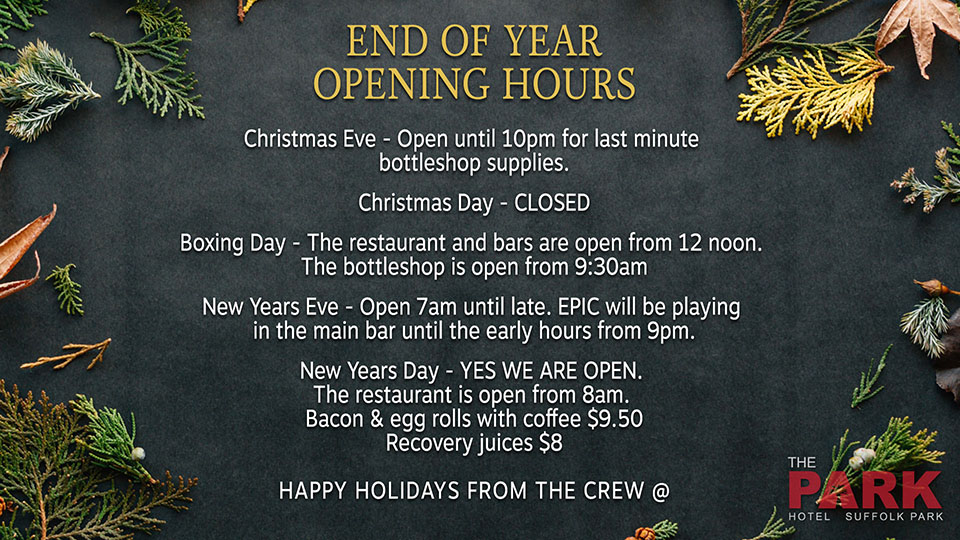 END OF YEAR
OPENING HOURS
Christmas Eve - Open until 10pm for last minute
bottleshop supplies.
Christmas Day - CLOSED
Boxing Day - The restaurant and bars are open from 12 noon.
The bottleshop is open from 9:30am
New Years Eve - Open 7am until late. EPIC will be playing
in the main bar until the early hours from 9pm.
New Years Day - YES WE ARE OPEN.
The restaurant is open from 8am.
Bacon & egg rolls with coffee $9.50
Recovery juices $8
HAPPY HOLIDAYS FROM THE CREW @
THE
PARK
HOTEL SUFFOLK PARK